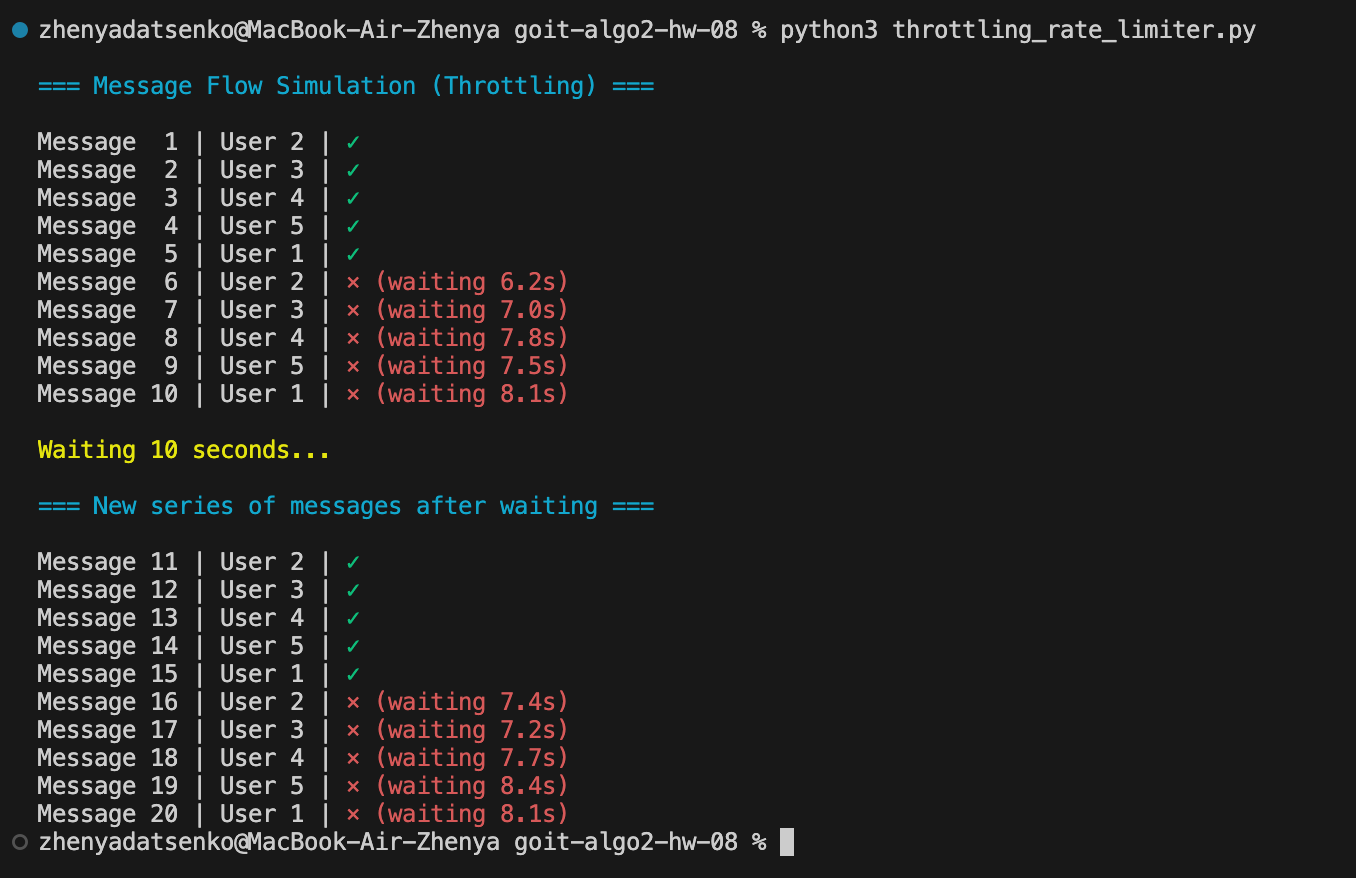 zhenyadatsenko@MacBook-Air-Zhenya goit-algo2-hw-08 % python3 throttling_rate_limiter.py
=== Message Flow Simulation (Throttling) ===
Message  1 | User 2 | ✓
Message  2 | User 3 | ✓
Message  3 | User 4 | ✓
Message  4 | User 5 | ✓
Message  5 | User 1 | ✓
Message  6 | User 2 | × (waiting 6.2s)
Message  7 | User 3 | × (waiting 7.0s)
Message  8 | User 4 | × (waiting 7.8s)
Message  9 | User 5 | × (waiting 7.5s)
Message 10 | User 1 | × (waiting 8.1s)
Waiting 10 seconds...
=== New series of messages after waiting ===
Message 11 | User 2 | ✓
Message 12 | User 3 | ✓
Message 13 | User 4 | ✓
Message 14 | User 5 | ✓
Message 15 | User 1 | ✓
Message 16 | User 2 | × (waiting 7.4s)
Message 17 | User 3 | × (waiting 7.2s)
Message 18 | User 4 | × (waiting 7.7s)
Message 19 | User 5 | × (waiting 8.4s)
Message 20 | User 1 | × (waiting 8.1s)
zhenyadatsenko@MacBook-Air-Zhenya goit-algo2-hw-08 %